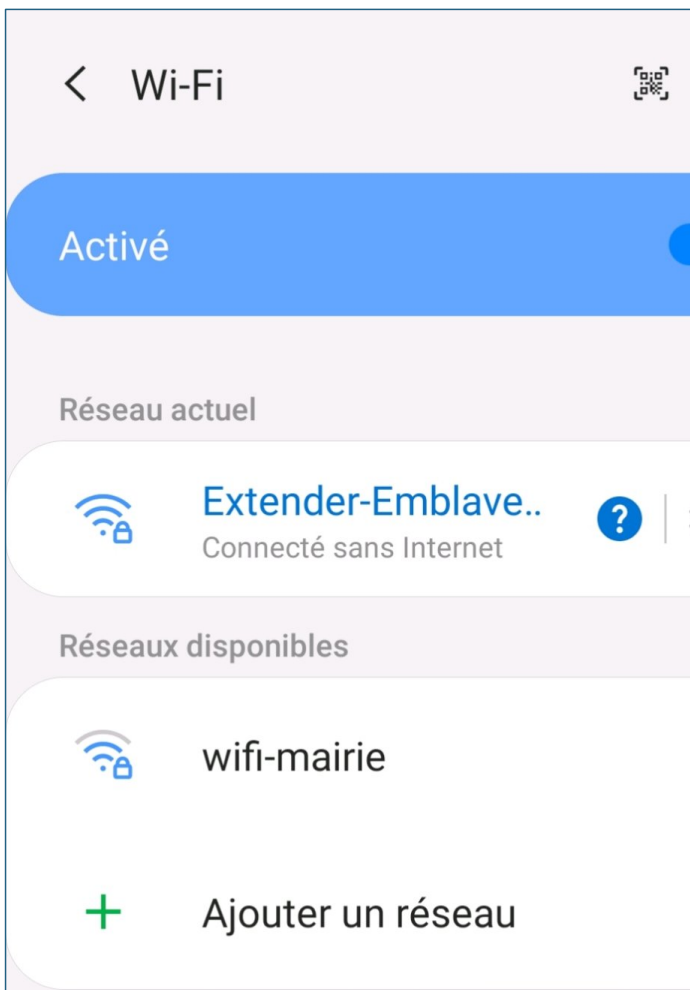 Wi-Fi
Activé
Réseau actuel
Extender-Emblave..
Connecté sans Internet
?
Réseaux disponibles
wifi-mairie
Ajouter un réseau